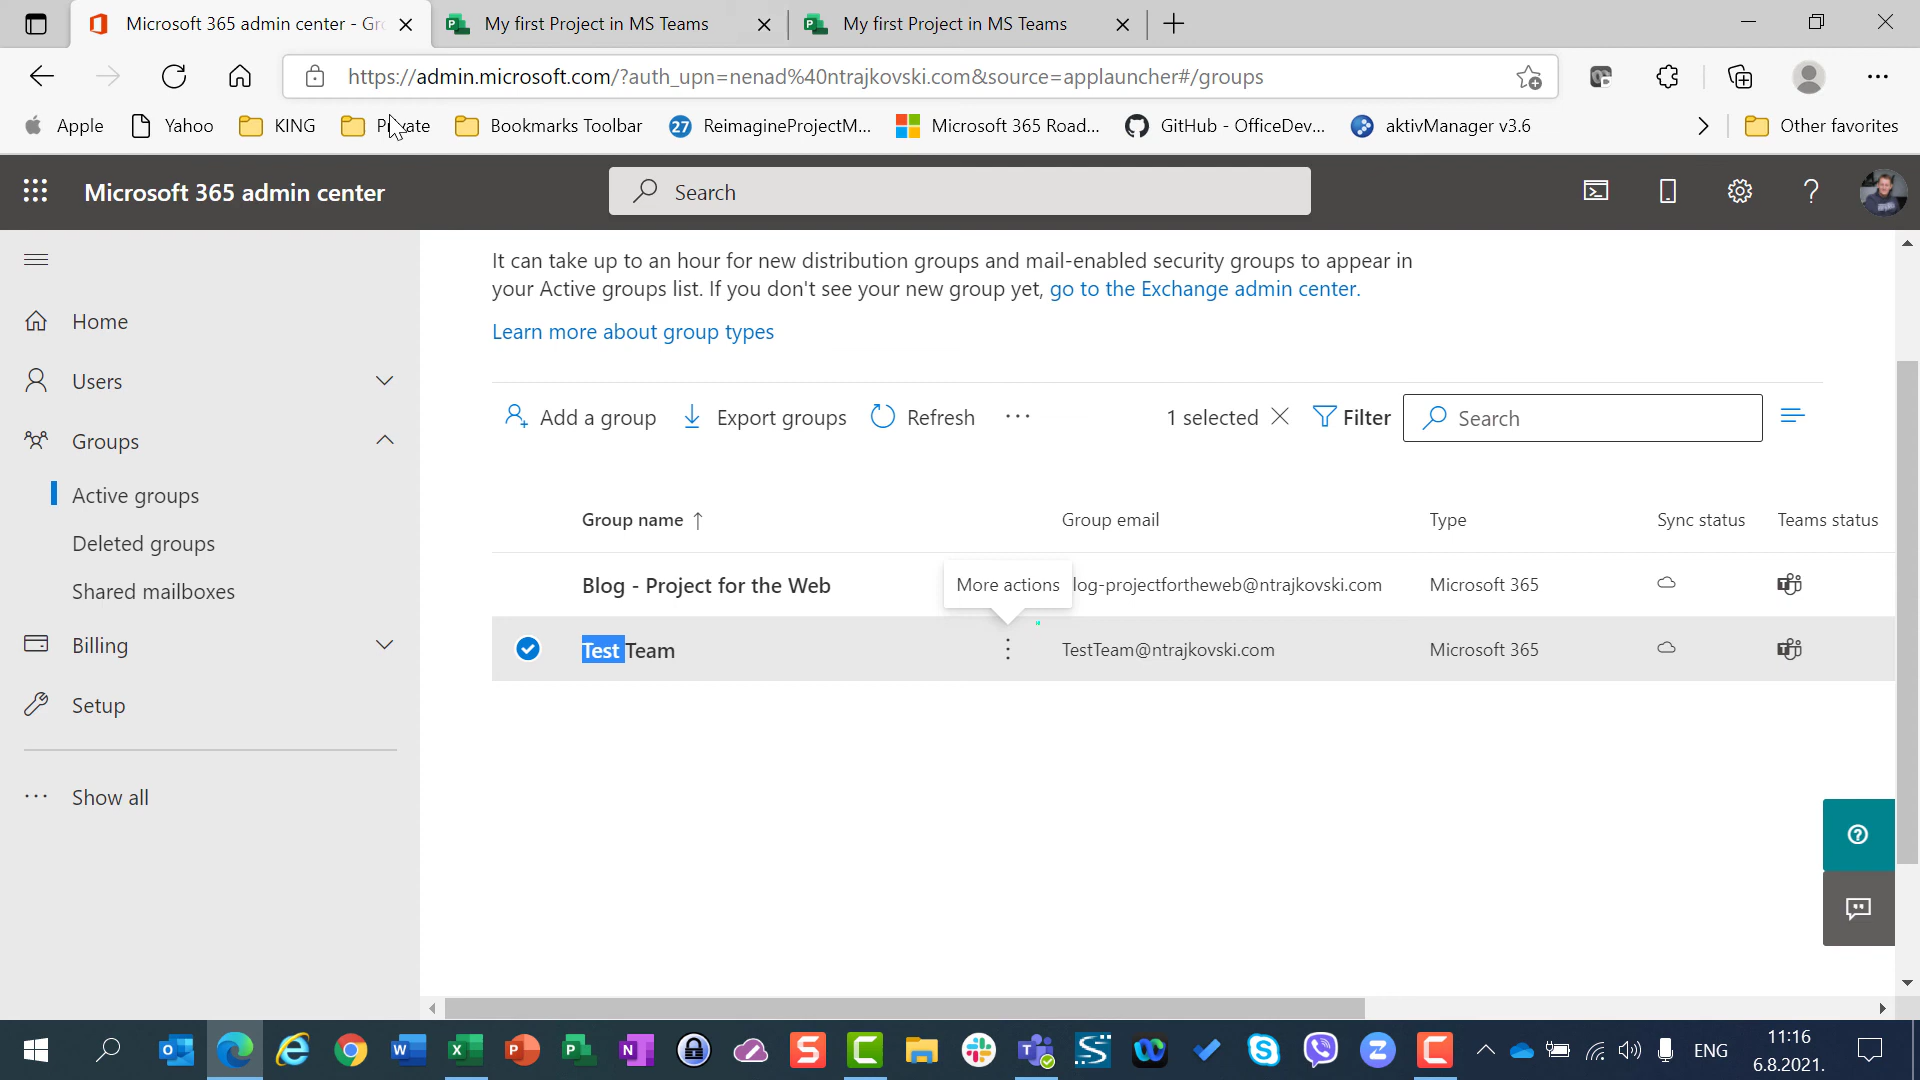 Microsoft 365 admin center - Gro
My first Project in MS Teams
My first Project in MS Teams
https://admin.microsoft.com/?auth_upn=nenad%40ntrajkovski.com&source=applauncher#/groups
Apple
Yahoo
KING
Private
Bookmarks Toolbar
27
ReimagineProjectM...
Microsoft 365 Road...
GitHub - OfficeDev...
aktivManager v3.6
Other favorites
Microsoft 365 admin center
Search
Home
Users
Groups
Active groups
Deleted groups
Shared mailboxes
Billing
Setup
Show all
It can take up to an hour for new distribution groups and mail-enabled security groups to appear in
your Active groups list. If you don't see your new group yet, go to the Exchange admin center.
Learn more about group types
Add a group
Export groups
Refresh
1 selected
Filter
Search
Group name ↑
Group email
Type
Sync status
Teams status
Blog - Project for the Web
More actions
log-projectfortheweb@ntrajkovski.com
Microsoft 365
Test Team
TestTeam@ntrajkovski.com
Microsoft 365
ENG
11:16
6.8.2021.